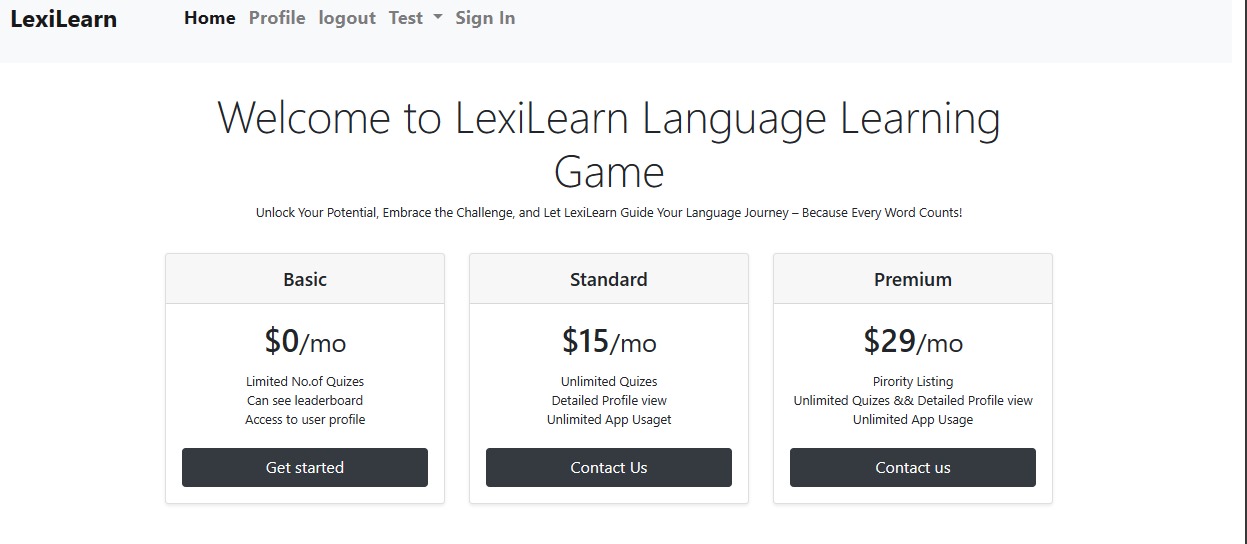 LexiLearn Home Profile logout Test Sign In
Welcome to LexiLearn Language Learning
Game
Unlock Your Potential, Embrace the Challenge, and Let LexiLearn Guide Your Language Journey – Because Every Word Counts!
Basic
$0/mo
Limited No.of Quizes
Can see leaderboard
Access to user profile
Get started
Standard
$15/mo
Unlimited Quizes
Detailed Profile view
Unlimited App Usaget
Contact Us
Premium
$29/mo
Pirority Listing
Unlimited Quizes && Detailed Profile view
Unlimited App Usage
Contact us